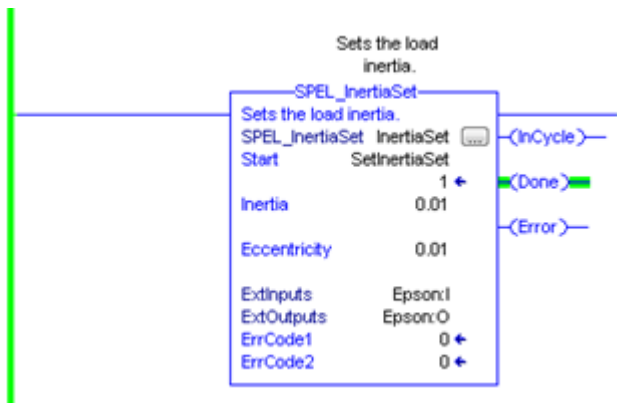 Sets the load
inertia.
SPEL_InertiaSet
Sets the load inertia.
SPEL_InertiaSet InertiaSet ...
(InCycle)
Start SetInertiaSet
1
(Done)
Inertia 0.01
(Error)
Eccentricity 0.01
ExtInputs Epson:I
ExtOutputs Epson:O
ErrCode1 0
ErrCode2 0